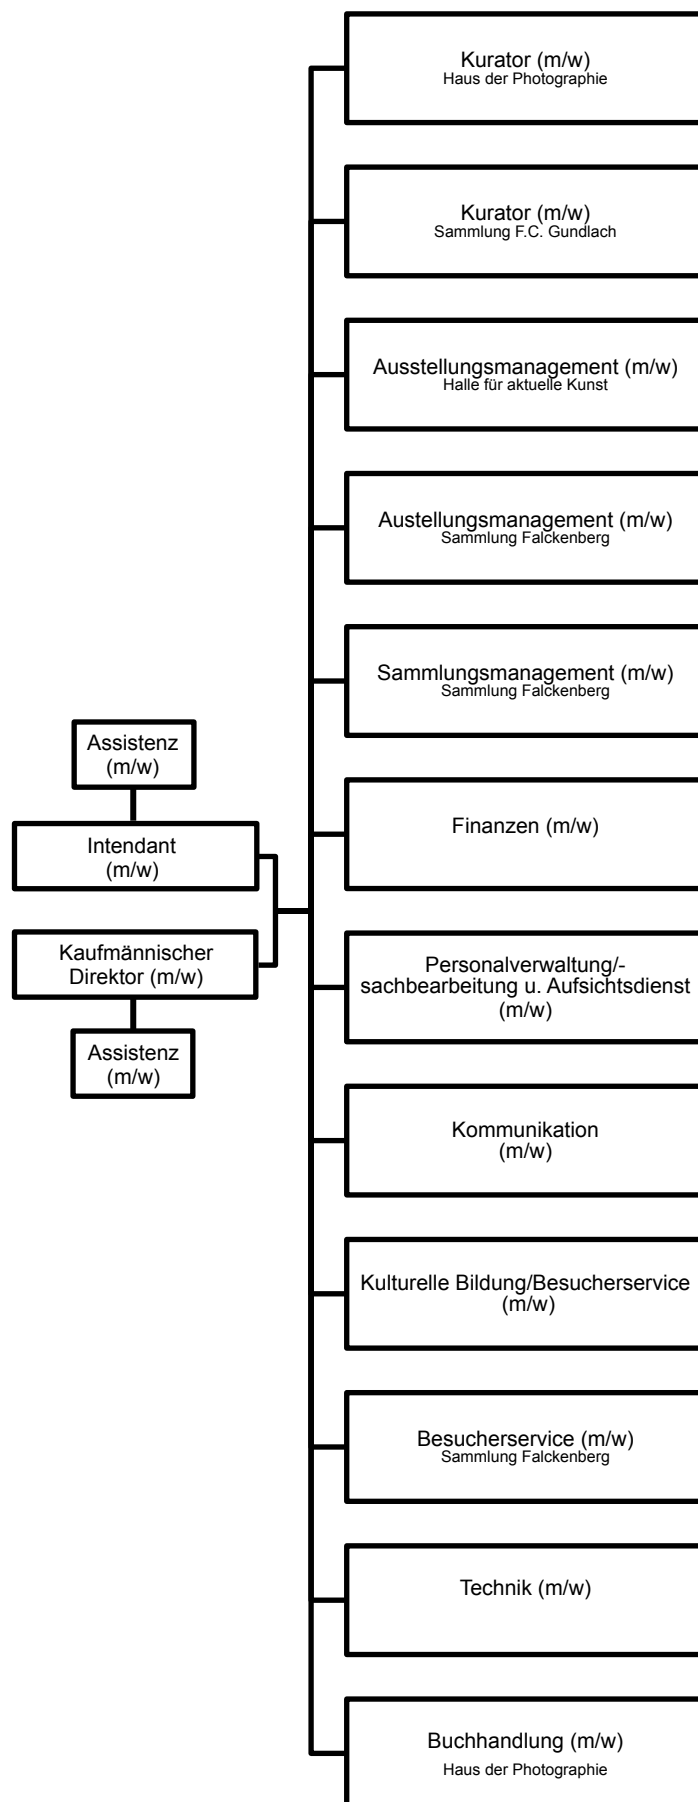 Kurator (m/w)
Haus der Photographie
Kurator (m/w)
Sammlung F.C. Gundlach
Ausstellungsmanagement (m/w)
Halle für aktuelle Kunst
Austellungsmanagement (m/w)
Sammlung Falckenberg
Sammlungsmanagement (m/w)
Sammlung Falckenberg
Assistenz
(m/w)
Intendant
(m/w)
Kaufmännischer
Direktor (m/w)
Assistenz
(m/w)
Finanzen (m/w)
Personalverwaltung/-
sachbearbeitung u. Aufsichtsdienst
(m/w)
Kommunikation
(m/w)
Kulturelle Bildung/Besucherservice
(m/w)
Besucherservice (m/w)
Sammlung Falckenberg
Technik (m/w)
Buchhandlung (m/w)
Haus der Photographie